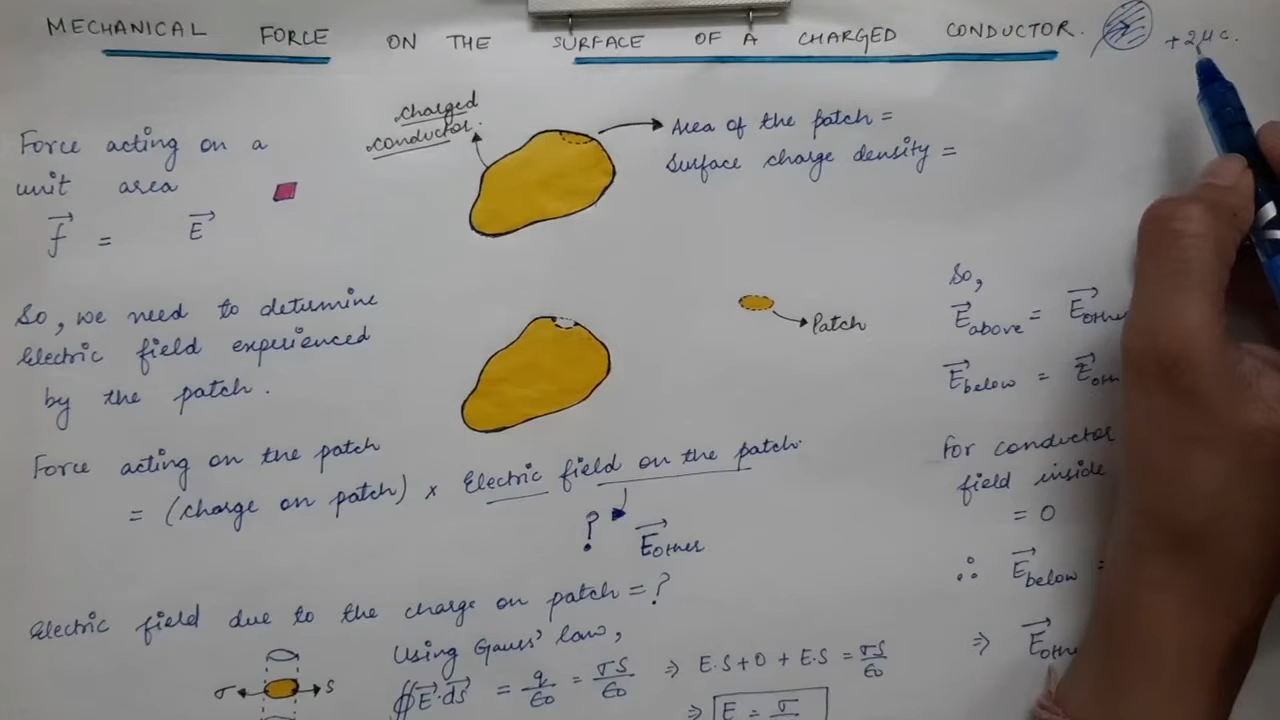 MECHANICAL FORCE ON THE SURFACE OF A CHARGED CONDUCTOR.
+2μc.
charged
conductor.
Area of the patch =
Surface charge density =
Force acting on a
unit area
f⃗ = E⃗
So, we need to determine
electric field experienced
by the patch.
Patch
So,
E⃗above = E⃗other
E⃗below = E⃗oth
For conductor
field inside
= 0
∴ E⃗below =
⇒ E⃗othe
Force acting on the patch
= (charge on patch) × Electric field on the patch.
? E⃗other
Electric field due to the charge on patch = ?
Using Gauss' law,
σ S
∯E⃗.ds⃗ = q/ε0 = σS/ε0 ⇒ E.S + 0 + E.S = σS/ε0
⇒ E = σ